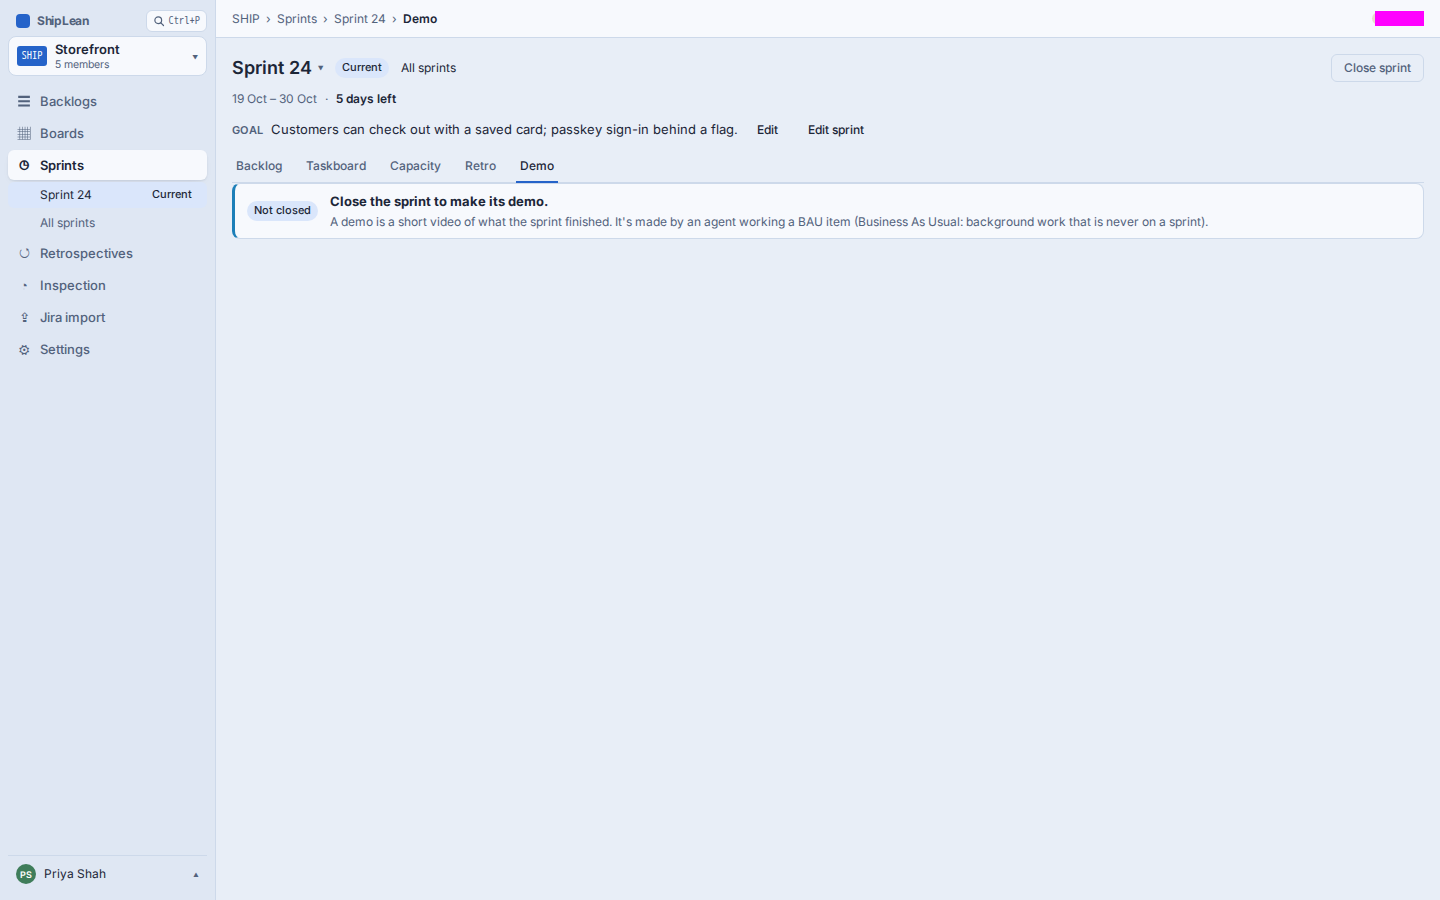 ShipLean
Ctrl+P
SHIP
Storefront
5 members
Backlogs
Boards
Sprints
Sprint 24
Current
All sprints
Retrospectives
Inspection
Jira import
Settings
PS
Priya Shah
SHIP › Sprints › Sprint 24 › Demo
Sprint 24
Current
All sprints
Close sprint
19 Oct – 30 Oct · 5 days left
GOAL Customers can check out with a saved card; passkey sign-in behind a flag. Edit Edit sprint
Backlog Taskboard Capacity Retro Demo
Not closed
Close the sprint to make its demo.
A demo is a short video of what the sprint finished. It's made by an agent working a BAU item (Business As Usual: background work that is never on a sprint).